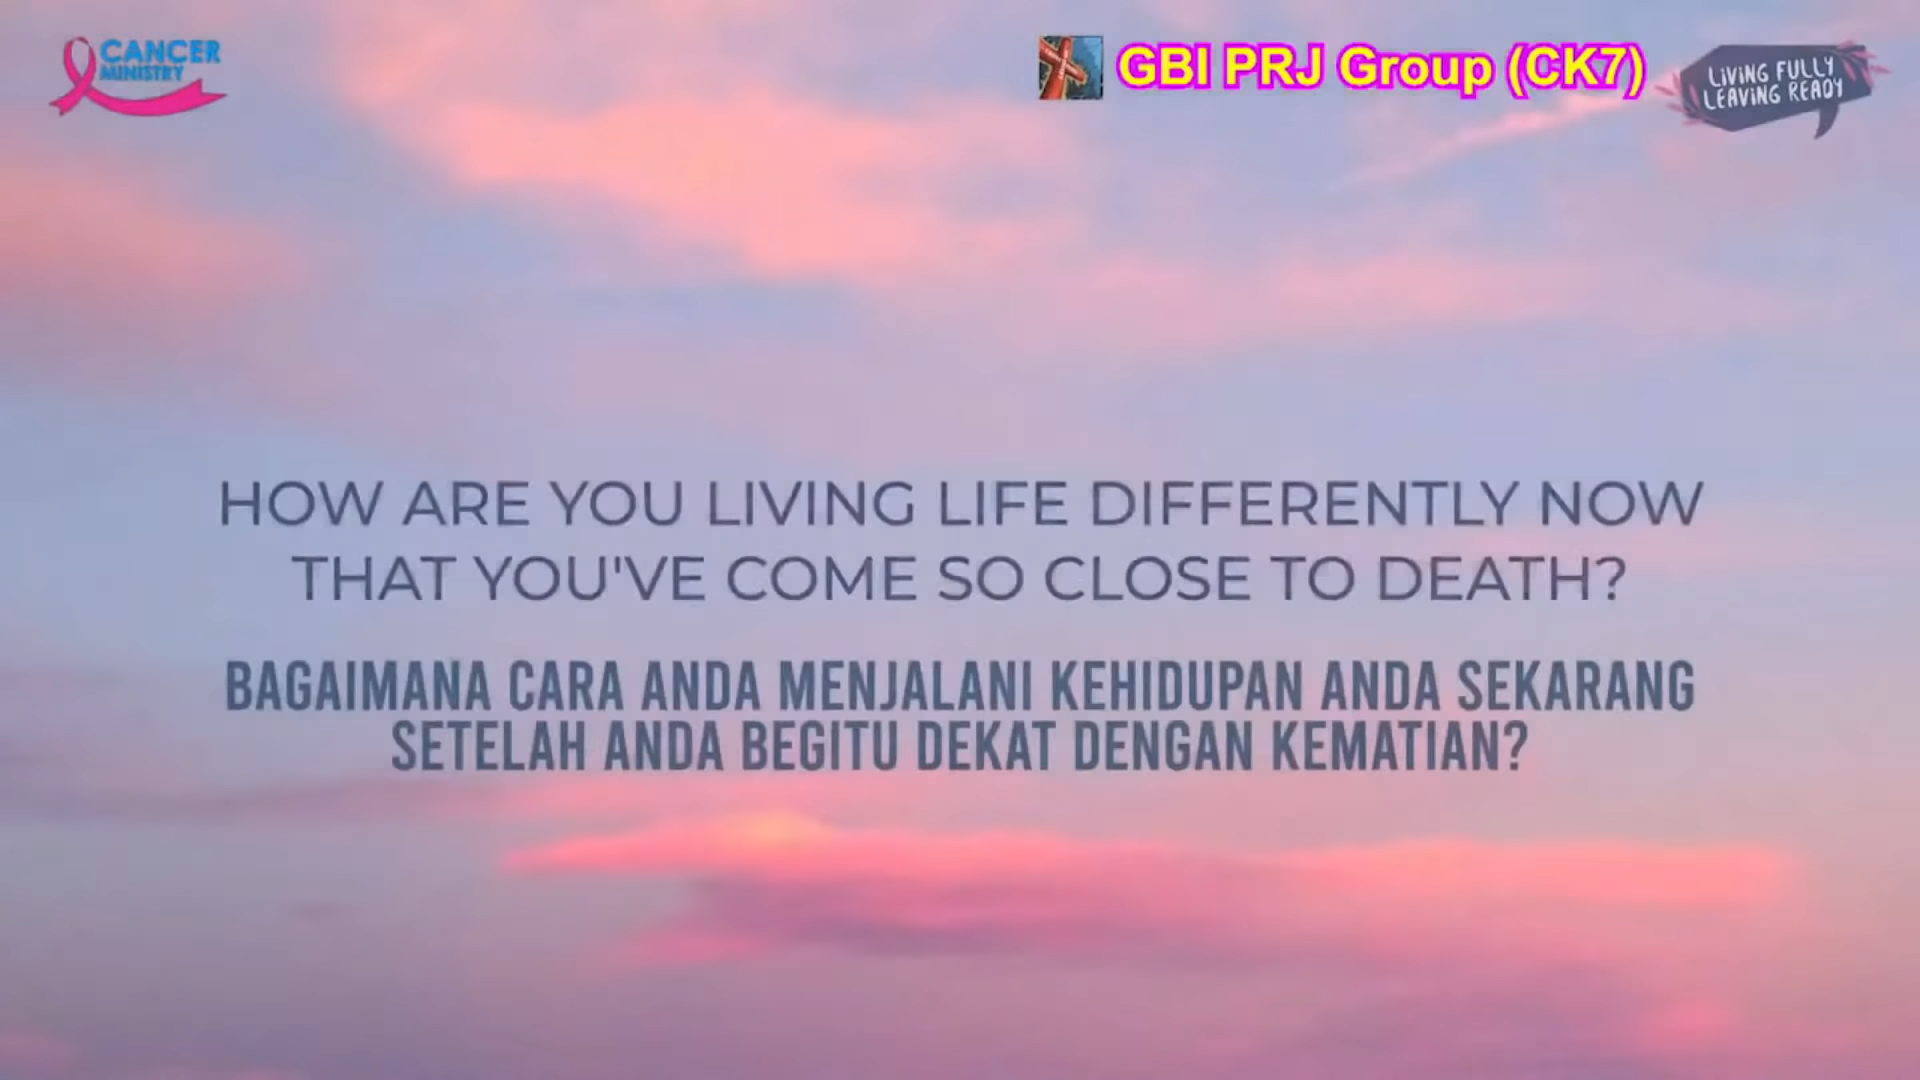 CANCER
MINISTRY
GBI PRJ Group (CK7)
LIVING FULLY
LEAVING READY
HOW ARE YOU LIVING LIFE DIFFERENTLY NOW
THAT YOU'VE COME SO CLOSE TO DEATH?
BAGAIMANA CARA ANDA MENJALANI KEHIDUPAN ANDA SEKARANG
SETELAH ANDA BEGITU DEKAT DENGAN KEMATIAN?